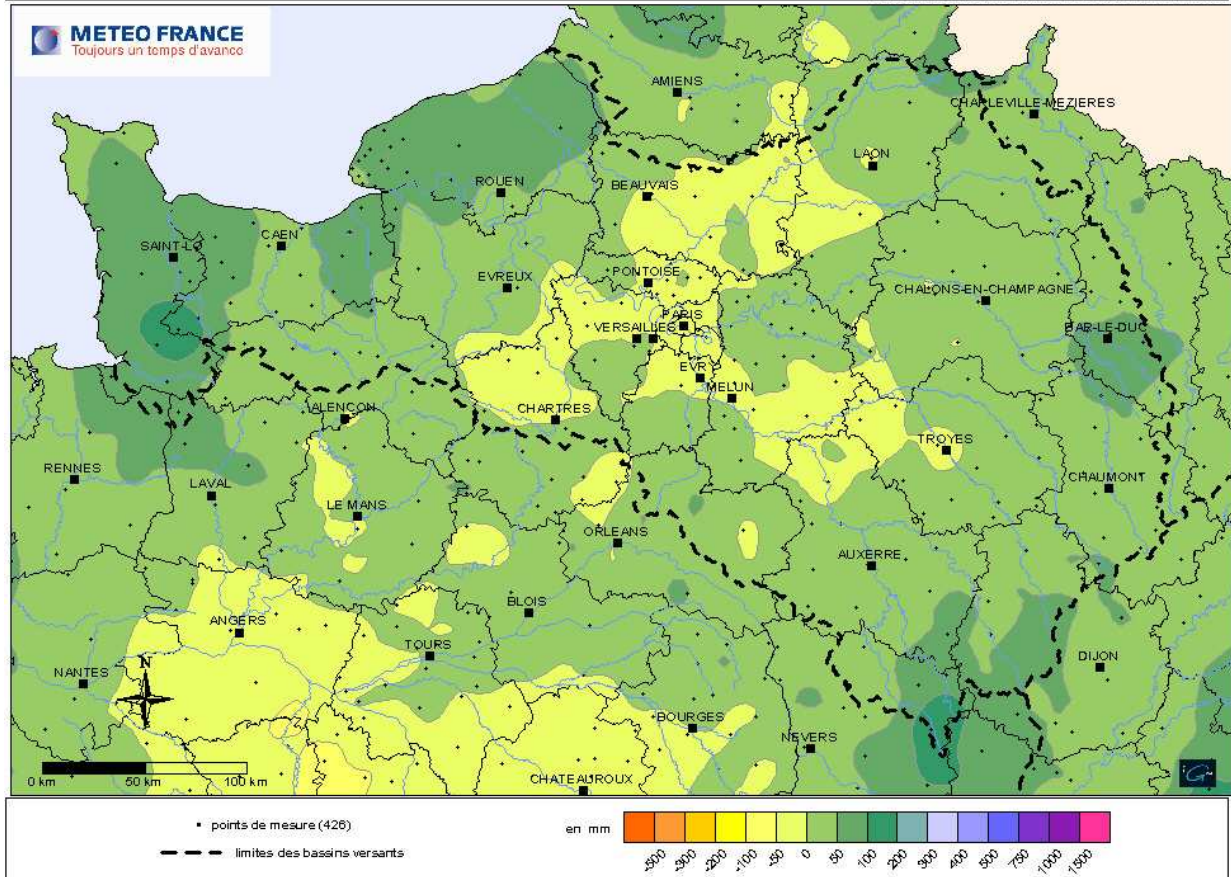 METEO FRANCE
Toujours un temps d'avance
AMIENS
CHARLEVILLE-MEZIERES
LAON
ROUEN
BEAUVAIS
SAINT-LO
CAEN
EVREUX
PONTOISE
CHALONS-EN-CHAMPAGNE
PARIS
VERSAILLES
BAR-LE-DUC
EVRY
MELUN
ALENCON
CHARTRES
TROYES
RENNES
LAVAL
CHAUMONT
LE MANS
ORLEANS
AUXERRE
BLOIS
ANGERS
TOURS
NANTES
N
DIJON
BOURGES
NEVERS
CHATEAUROUX
0 km 50 km 100 km
points de mesure (426)
limites des bassins versants
en mm
-500 -300 -200 -100 -50 0 50 100 200 300 400 500 750 1000 1500